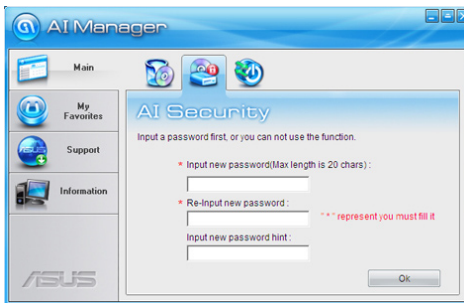 AI Manager
Main
My
Favorites
Support
Information
AI Security
Input a password first, or you can not use the function.
* Input new password(Max length is 20 chars) :
* Re-Input new password :
"*" represent you must fill it
Input new password hint :
Ok
ASUS